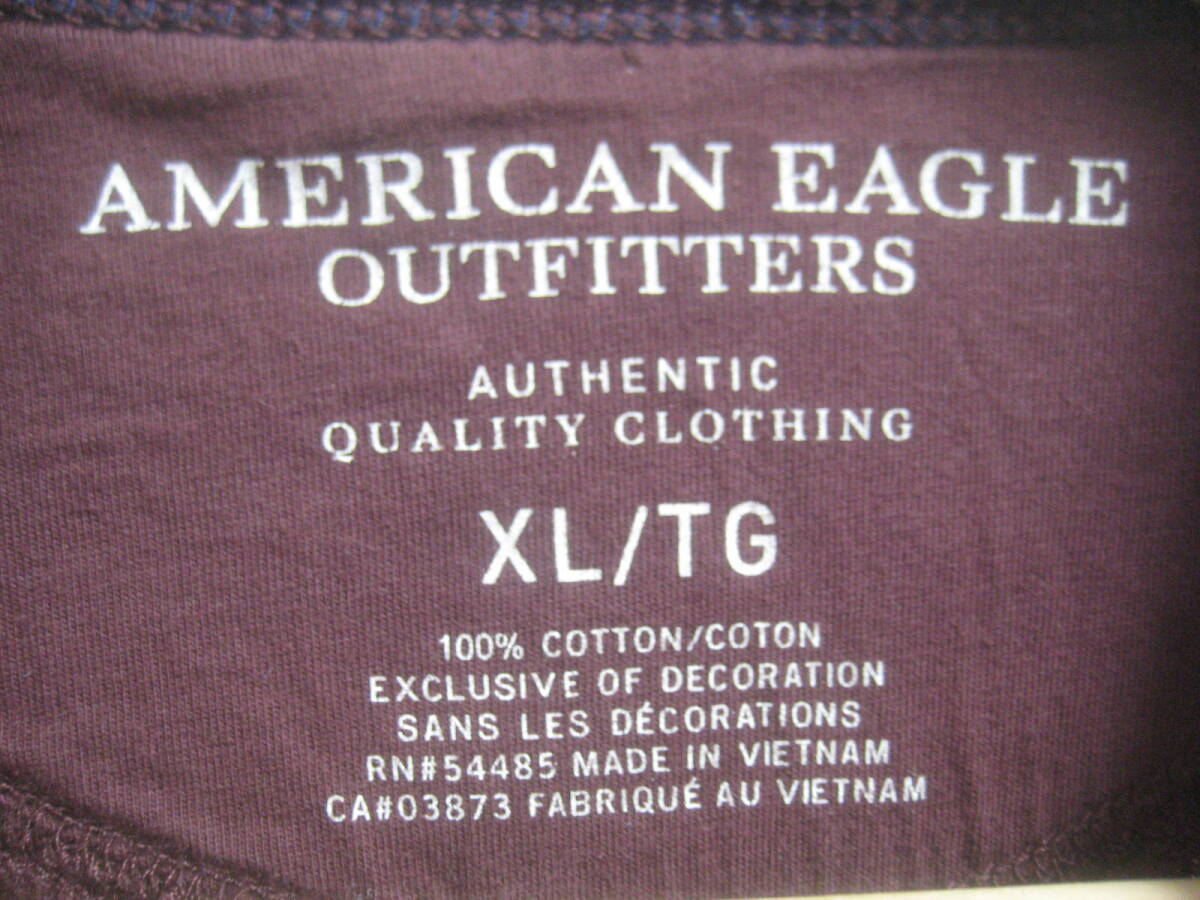 AMERICAN EAGLE
OUTFITTERS
AUTHENTIC
QUALITY CLOTHING
XL/TG
100% COTTON/COTON
EXCLUSIVE OF DECORATION
SANS LES DÉCORATIONS
RN#54485 MADE IN VIETNAM
CA#03873 FABRIQUÉ AU VIETNAM